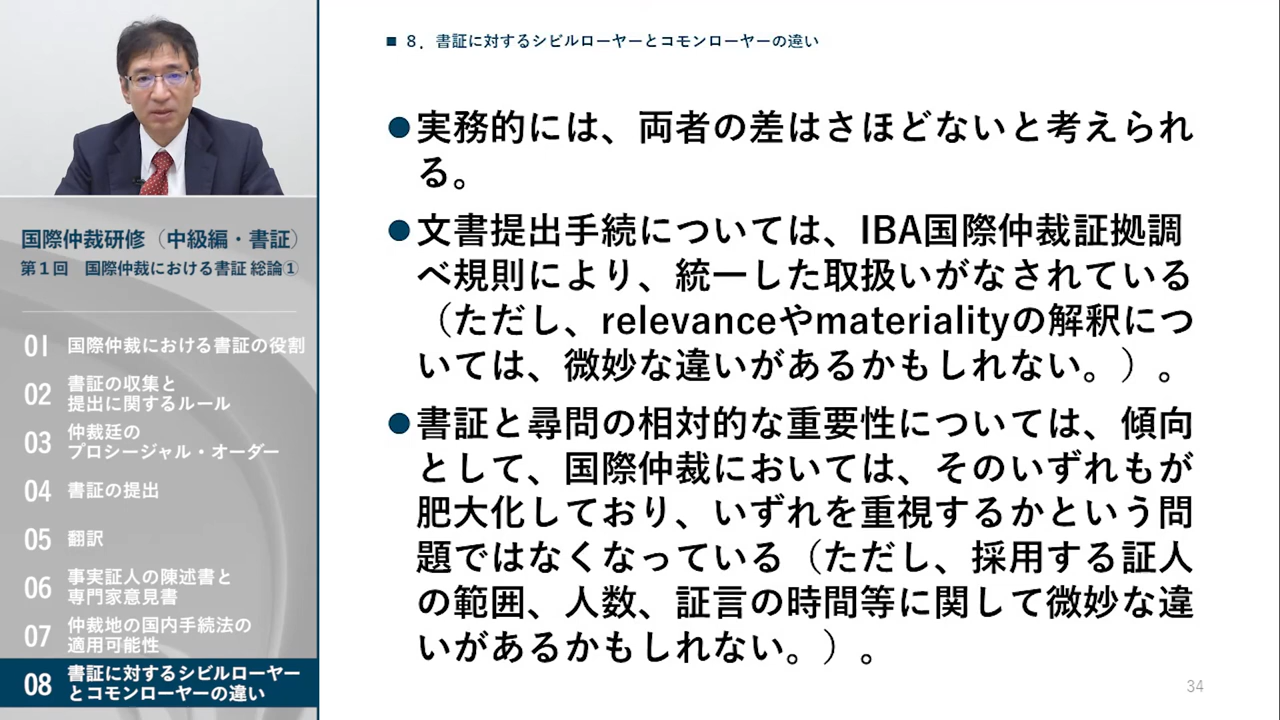 国際仲裁研修（中級編・書証）
第１回　国際仲裁における書証 総論①
01 国際仲裁における書証の役割
02 書証の収集と
提出に関するルール
03 仲裁廷の
プロシージャル・オーダー
04 書証の提出
05 翻訳
06 事実証人の陳述書と
専門家意見書
07 仲裁地の国内手続法の
適用可能性
08 書証に対するシビルローヤー
とコモンローヤーの違い
■ ８．書証に対するシビルローヤーとコモンローヤーの違い
●実務的には、両者の差はさほどないと考えられ
る。
●文書提出手続については、IBA国際仲裁証拠調
べ規則により、統一した取扱いがなされている
（ただし、relevanceやmaterialityの解釈につ
いては、微妙な違いがあるかもしれない。）。
●書証と尋問の相対的な重要性については、傾向
として、国際仲裁においては、そのいずれもが
肥大化しており、いずれを重視するかという問
題ではなくなっている（ただし、採用する証人
の範囲、人数、証言の時間等に関して微妙な違
いがあるかもしれない。）。
34